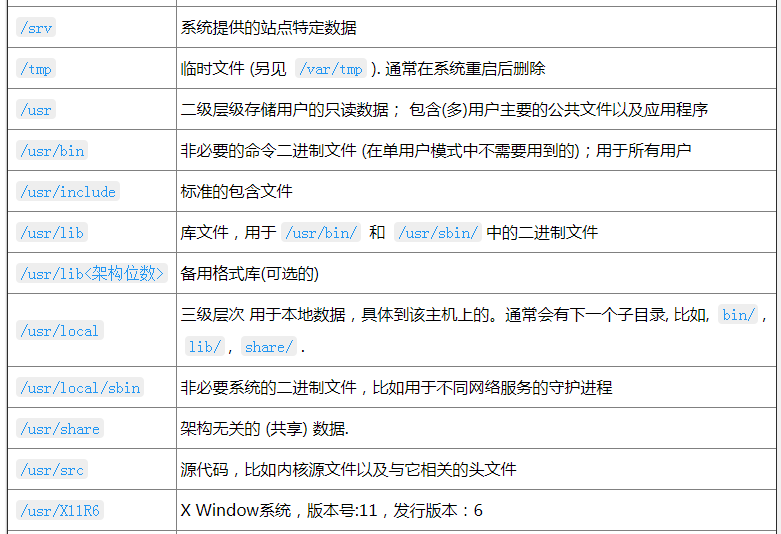 /srv 系统提供的站点特定数据
/tmp 临时文件 (另见 /var/tmp ). 通常在系统重启后删除
/usr 二级层级存储用户的只读数据； 包含(多)用户主要的公共文件以及应用程序
/usr/bin 非必要的命令二进制文件 (在单用户模式中不需要用到的)；用于所有用户
/usr/include 标准的包含文件
/usr/lib 库文件，用于 /usr/bin/ 和 /usr/sbin/ 中的二进制文件
/usr/lib<架构位数> 备用格式库(可选的)
/usr/local 三级层次 用于本地数据，具体到该主机上的。通常会有下一个子目录, 比如, bin/ ,
lib/ , share/ .
/usr/local/sbin 非必要系统的二进制文件，比如用于不同网络服务的守护进程
/usr/share 架构无关的 (共享) 数据.
/usr/src 源代码，比如内核源文件以及与它相关的头文件
/usr/X11R6 X Window系统，版本号:11，发行版本：6